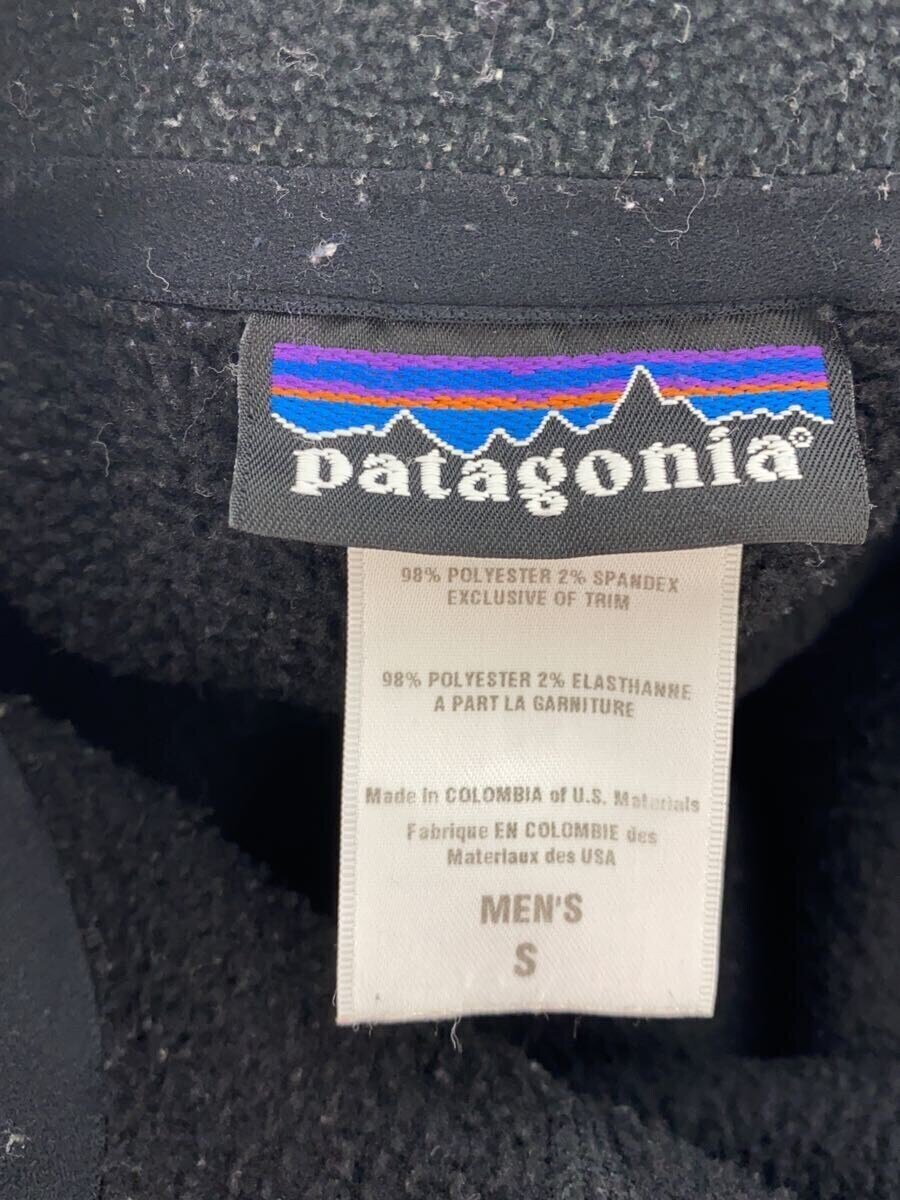 patagonia®
98% POLYESTER 2% SPANDEX
EXCLUSIVE OF TRIM
98% POLYESTER 2% ELASTHANNE
A PART LA GARNITURE
Made in COLOMBIA of U.S. Materials
Fabrique EN COLOMBIE des
Materiaux des USA
MEN'S
S